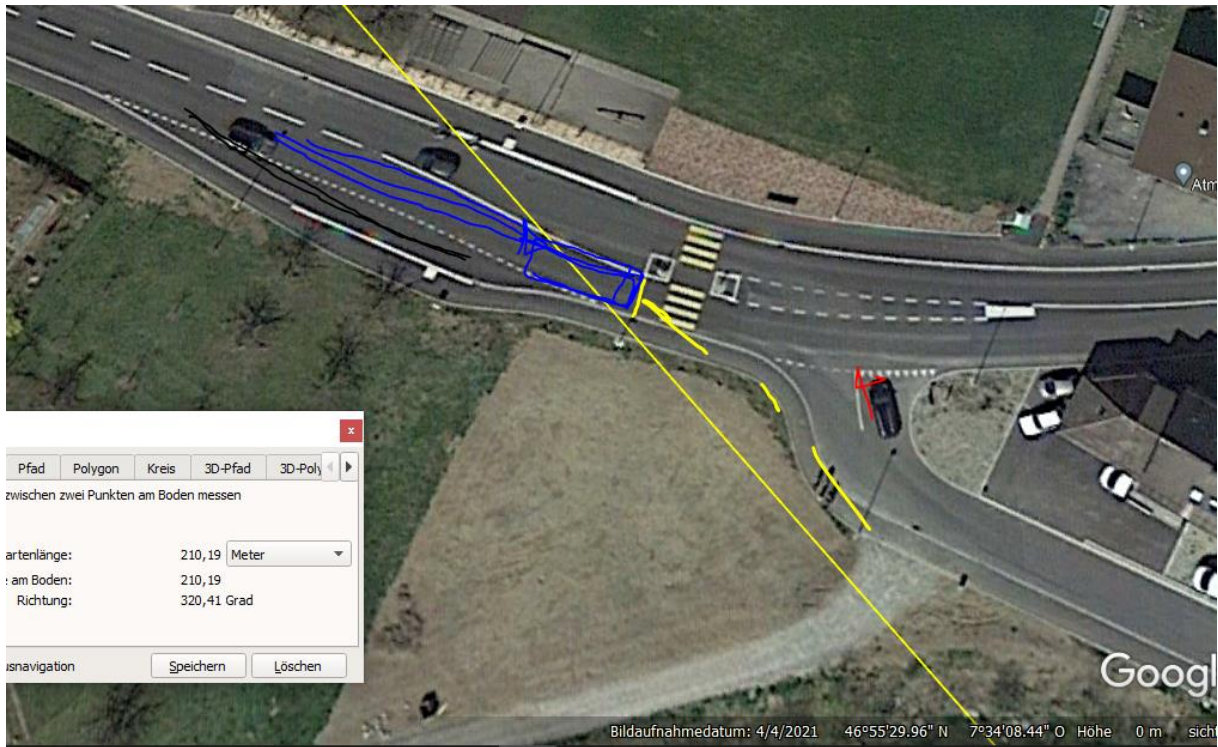 Atm
x
Pfad Polygon Kreis 3D-Pfad 3D-Poly
zwischen zwei Punkten am Boden messen
artenlänge: 210,19 Meter
e am Boden: 210,19
Richtung: 320,41 Grad
usnavigation Speichern Löschen
Googl
Bildaufnahmedatum: 4/4/2021 46°55'29.96" N 7°34'08.44" O Höhe 0 m sicht